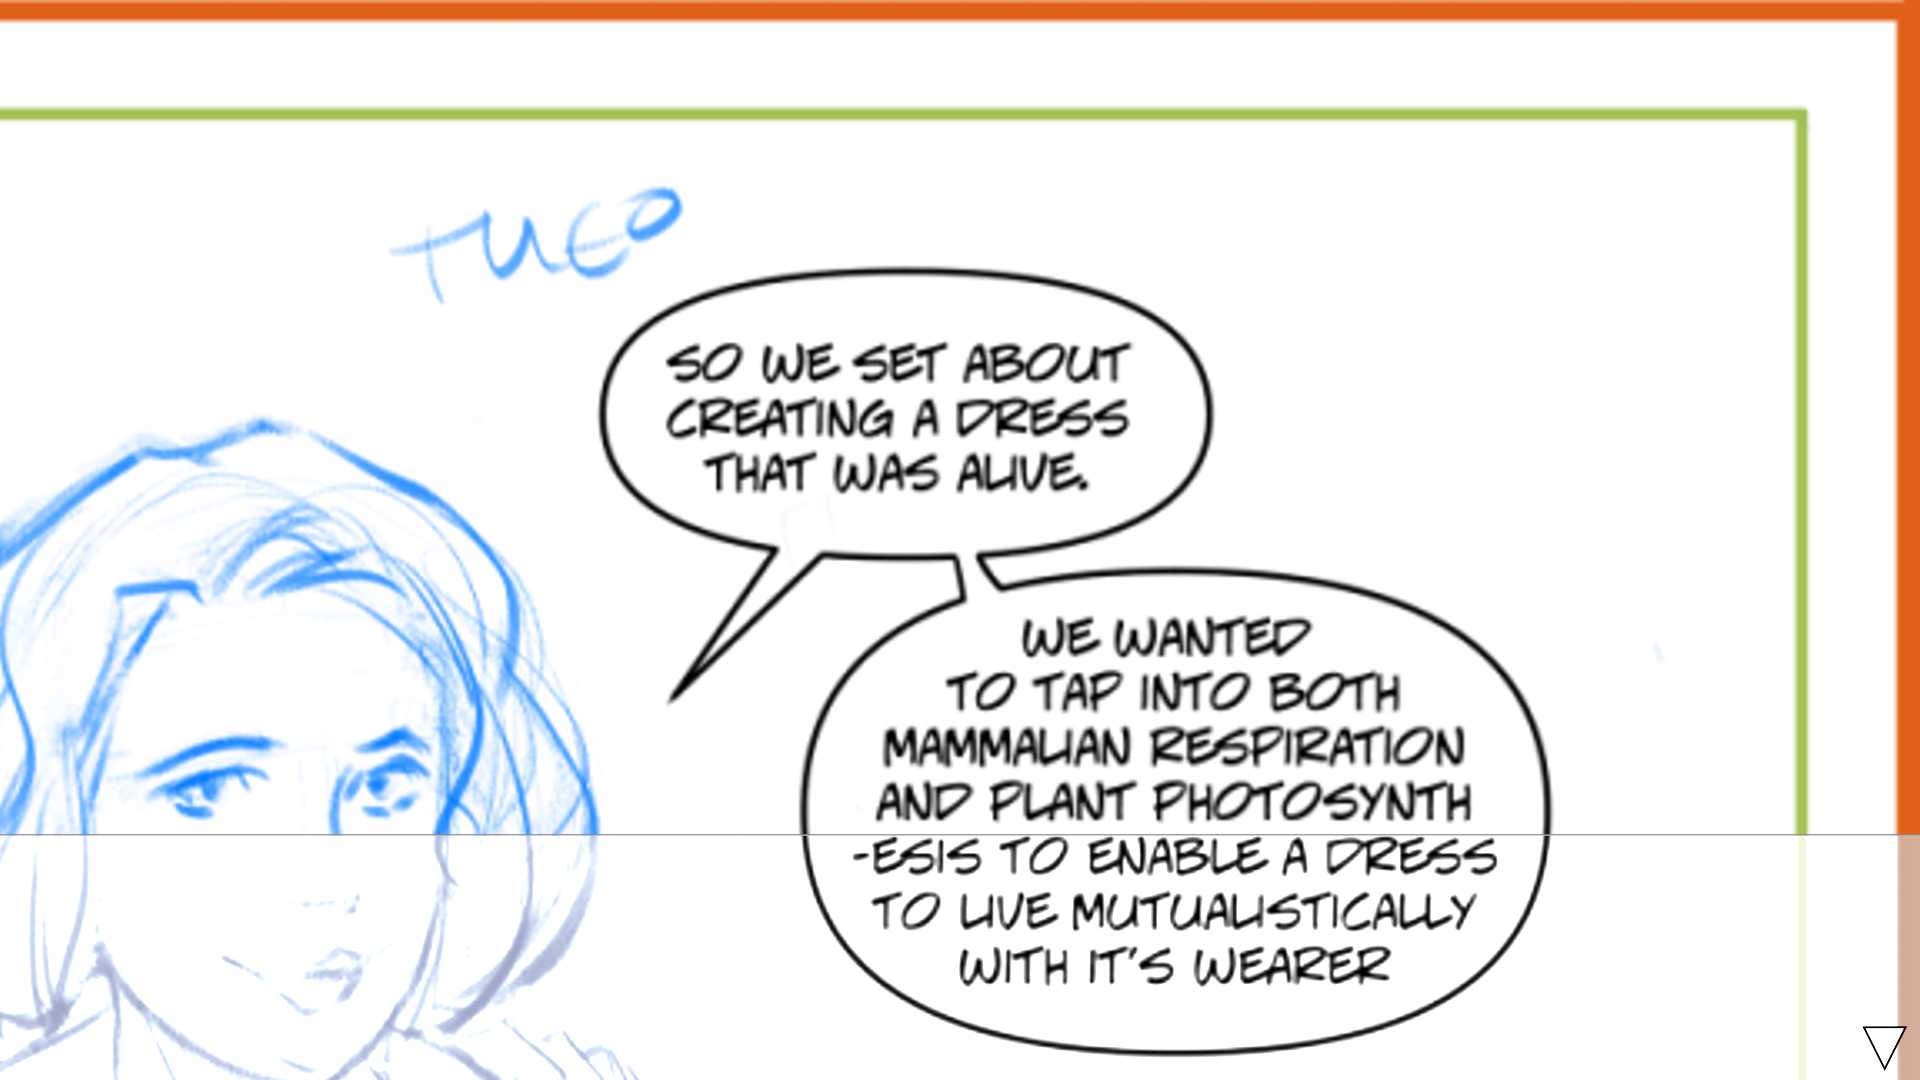 THEO
SO WE SET ABOUT
CREATING A DRESS
THAT WAS ALIVE.
WE WANTED
TO TAP INTO BOTH
MAMMALIAN RESPIRATION
AND PLANT PHOTOSYNTH
-ESIS TO ENABLE A DRESS
TO LIVE MUTUALISTICALLY
WITH IT'S WEARER